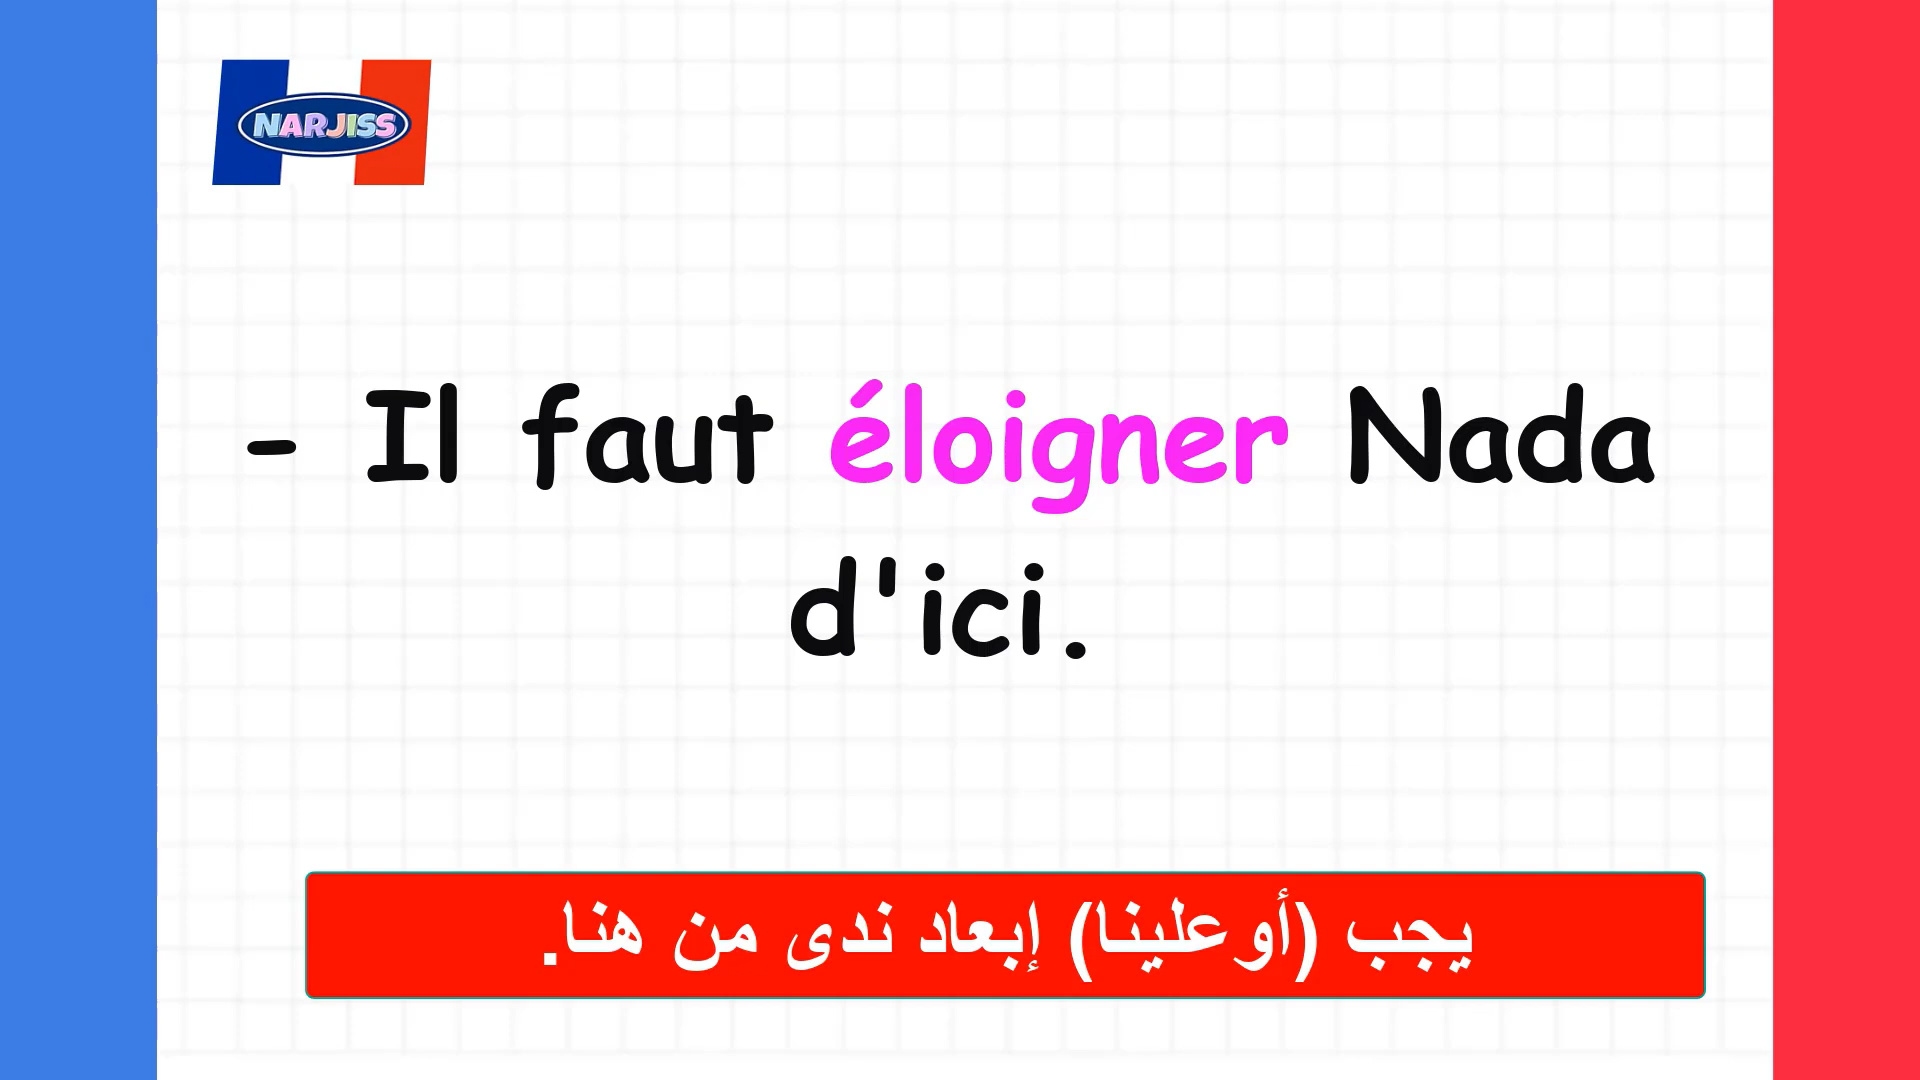 NARJISS
- Il faut éloigner Nada
d'ici.
يجب (أوعلينا) إبعاد ندى من هنا.